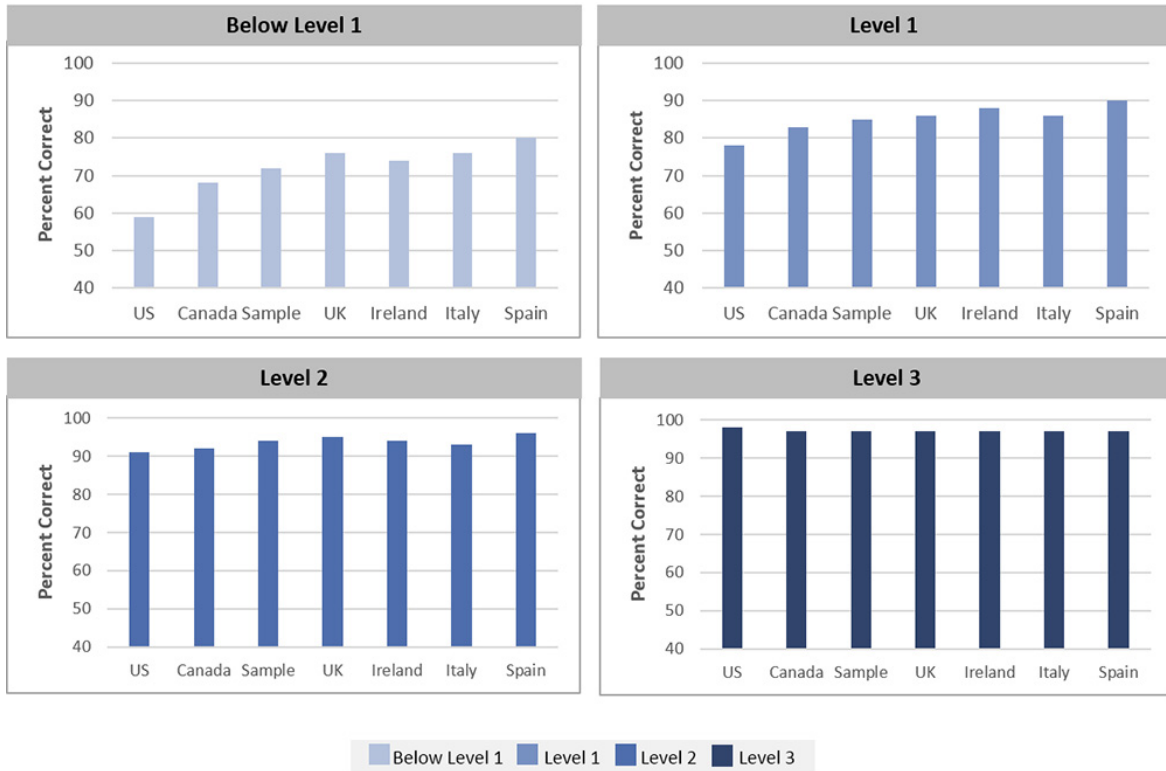 Below Level 1
Percent Correct
100
90
80
70
60
50
40
US Canada Sample UK Ireland Italy Spain
Level 1
Percent Correct
100
90
80
70
60
50
40
US Canada Sample UK Ireland Italy Spain
Level 2
Percent Correct
100
90
80
70
60
50
40
US Canada Sample UK Ireland Italy Spain
Level 3
Percent Correct
100
90
80
70
60
50
40
US Canada Sample UK Ireland Italy Spain
Below Level 1 Level 1 Level 2 Level 3